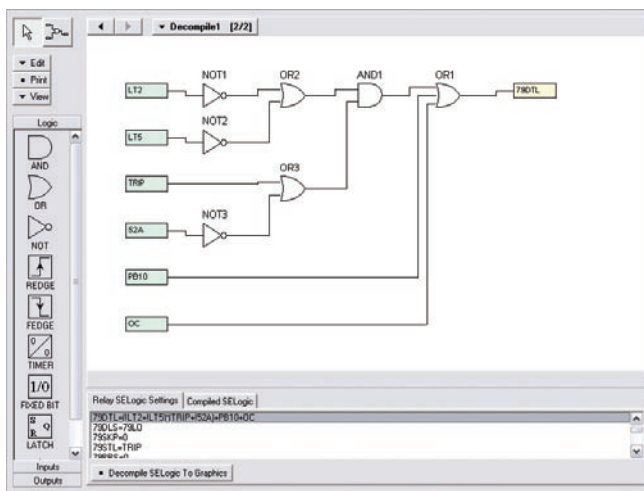 Decompile1 [2/2]
Edit
Print
View
Logic
AND
OR
NOT
REDGE
FEDGE
0
0
TIMER
1/0
FIXED BIT
S
R Q
LATCH
Inputs
Outputs
LT2
NOT1
OR2
AND1
OR1
79DTL
LT5
NOT2
TRIP
OR3
52A
NOT3
PB10
OC
Relay SELogic Settings
Compiled SELogic
79DTL=(!LT2+!LT5)*(TRIP+!52A)+PB10+OC
79DLS=79LO
79SKP=0
79STL=TRIP
Decompile SELogic To Graphics